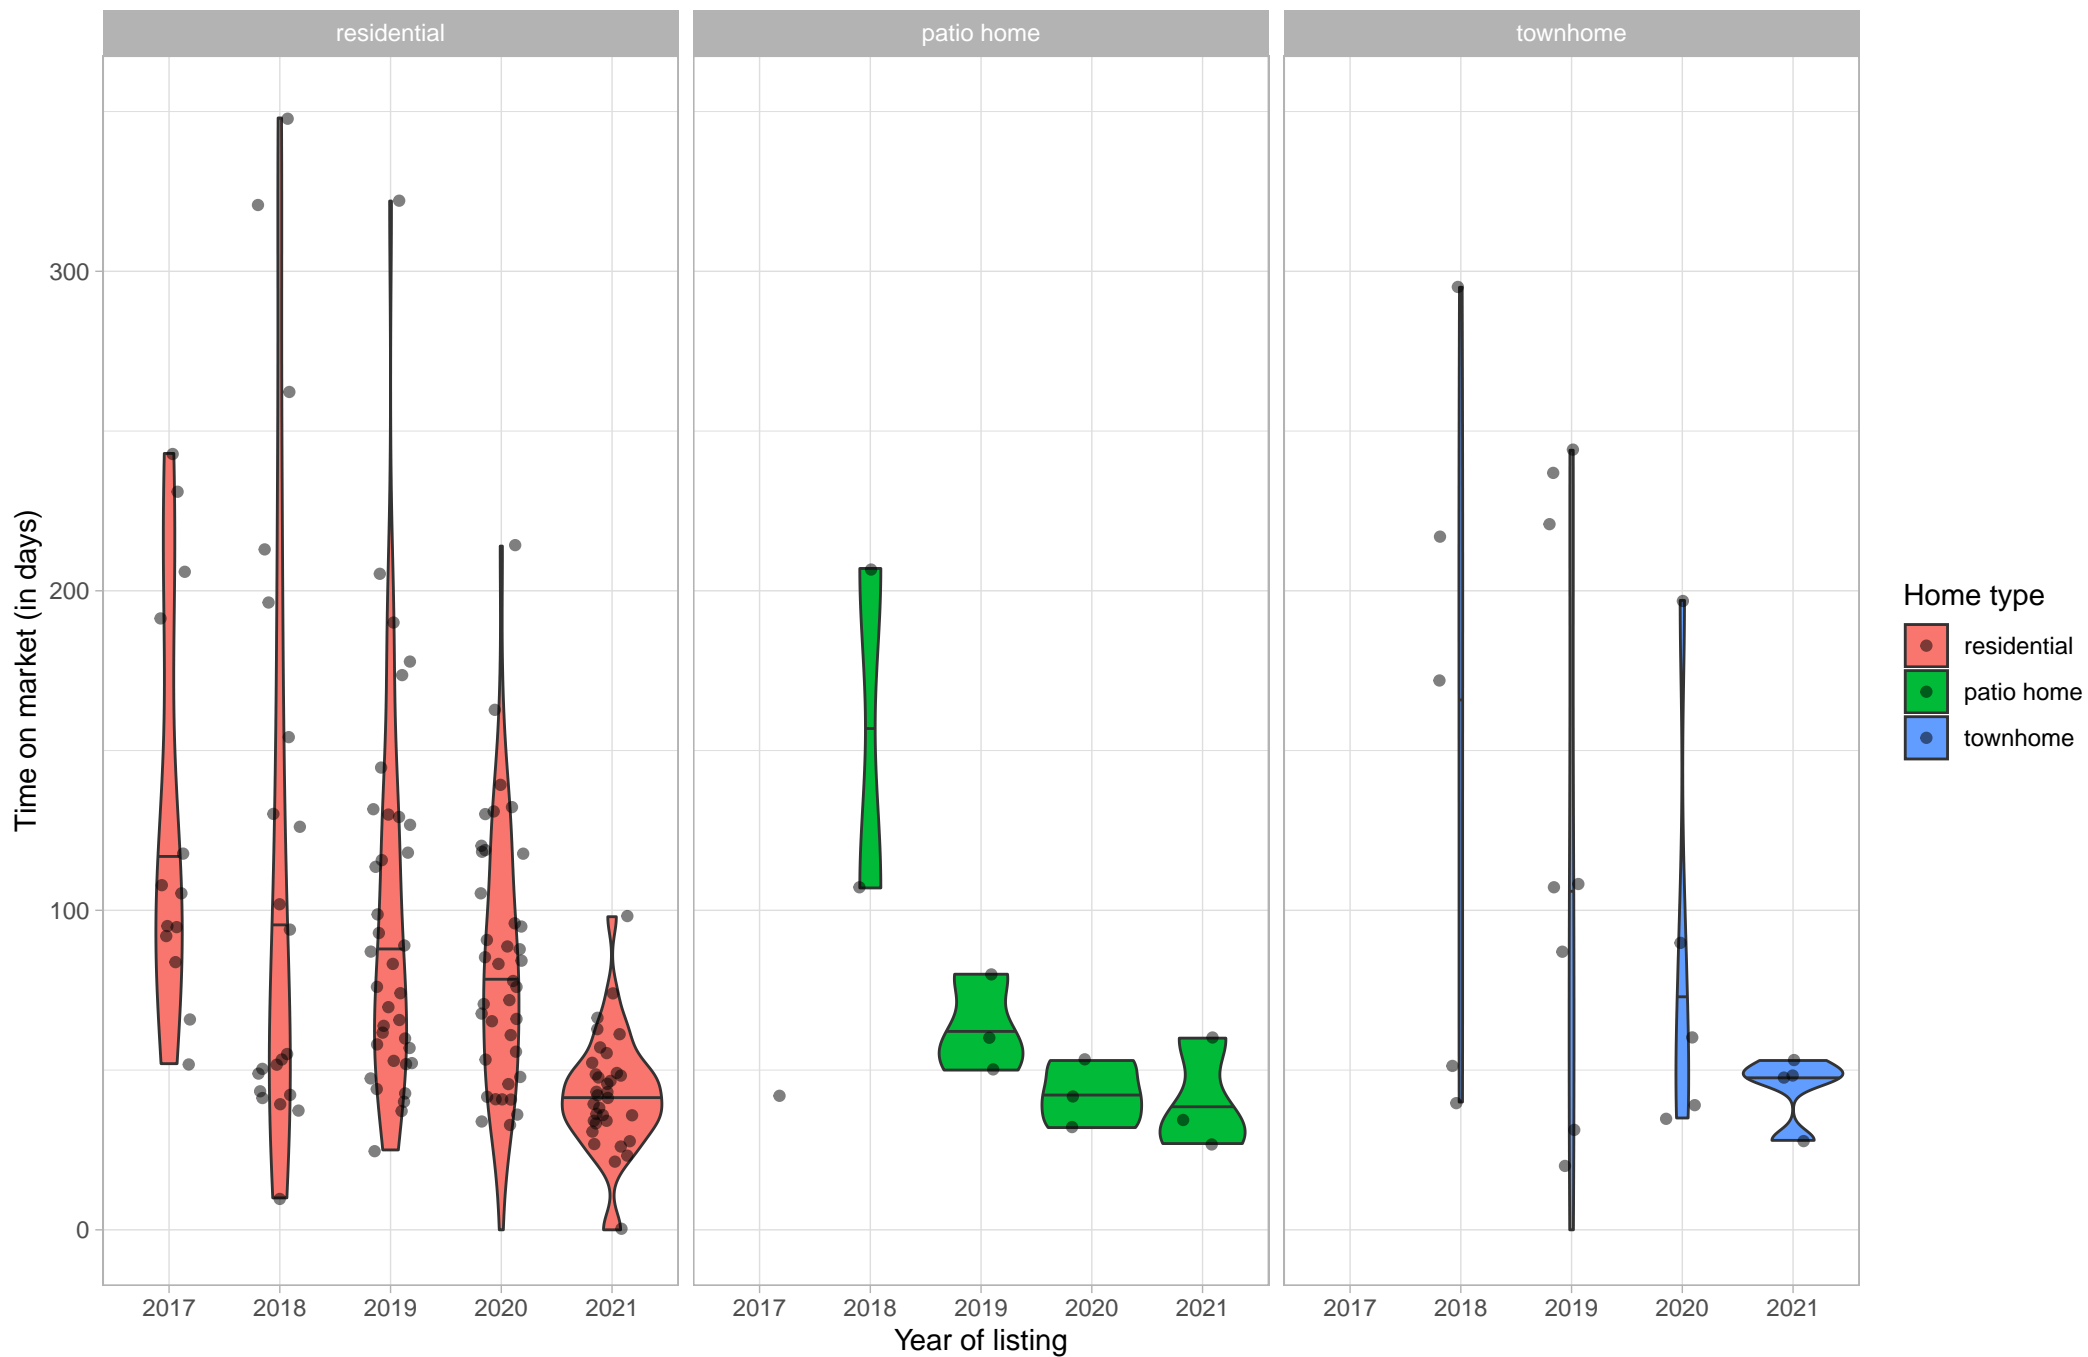 residential patio home townhome
Time on market (in days)
300
200
100
0
2017 2018 2019 2020 2021 2017 2018 2019 2020 2021 2017 2018 2019 2020 2021
Year of listing
Home type
residential
patio home
townhome